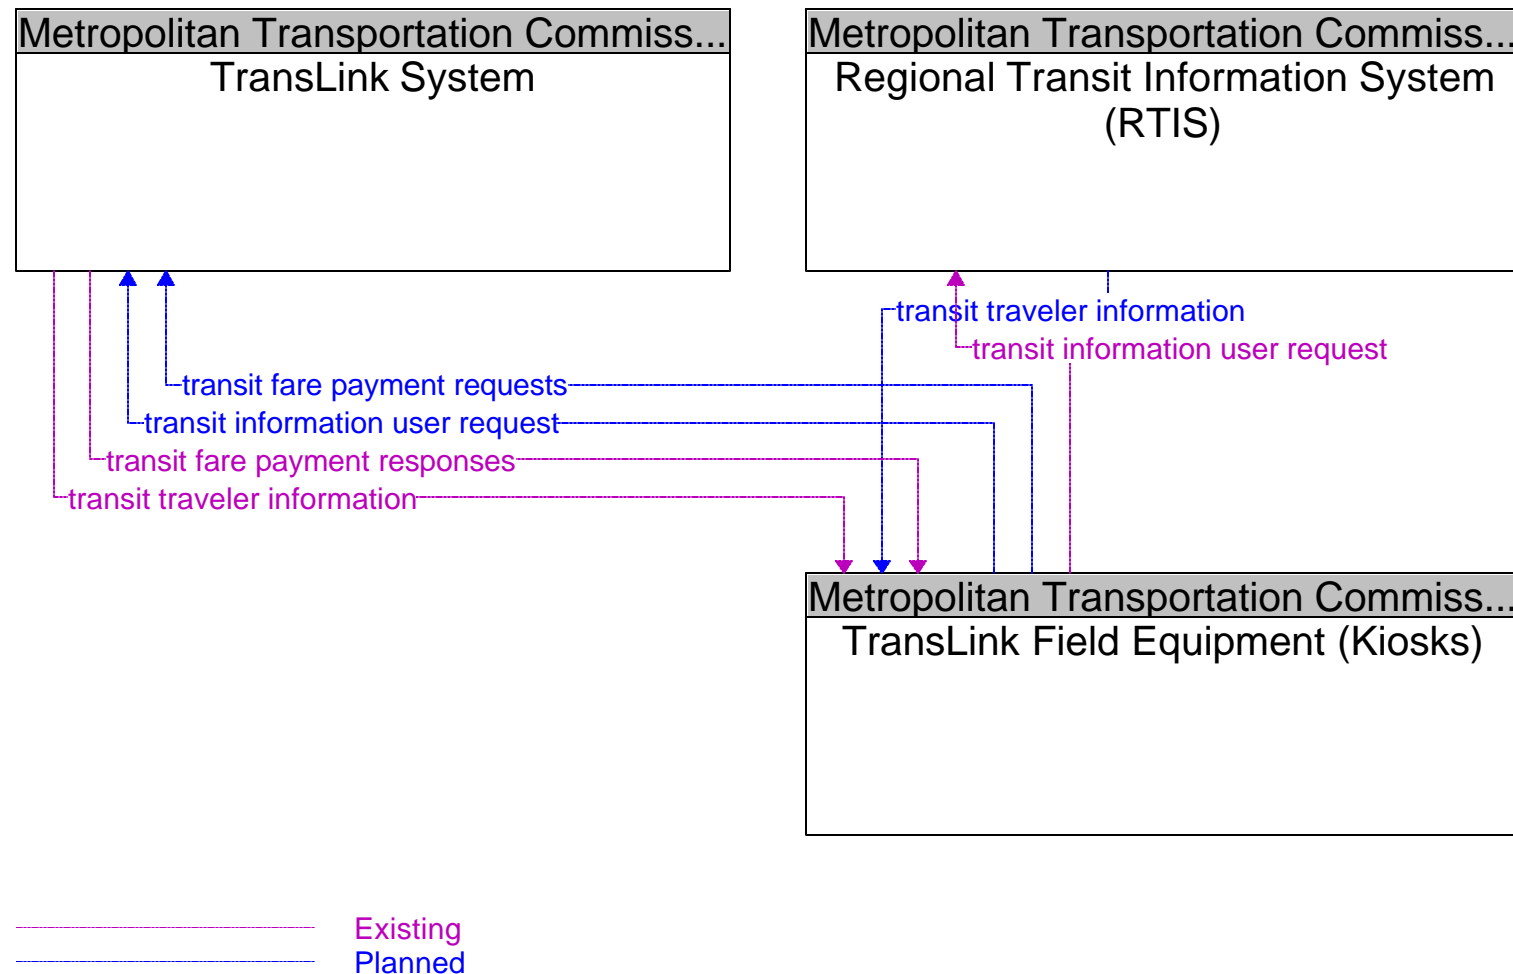 Metropolitan Transportation Commiss...
TransLink System
Metropolitan Transportation Commiss...
Regional Transit Information System
(RTIS)
transit traveler information
transit information user request
transit fare payment requests
transit information user request
transit fare payment responses
transit traveler information
Metropolitan Transportation Commiss...
TransLink Field Equipment (Kiosks)
Existing
Planned